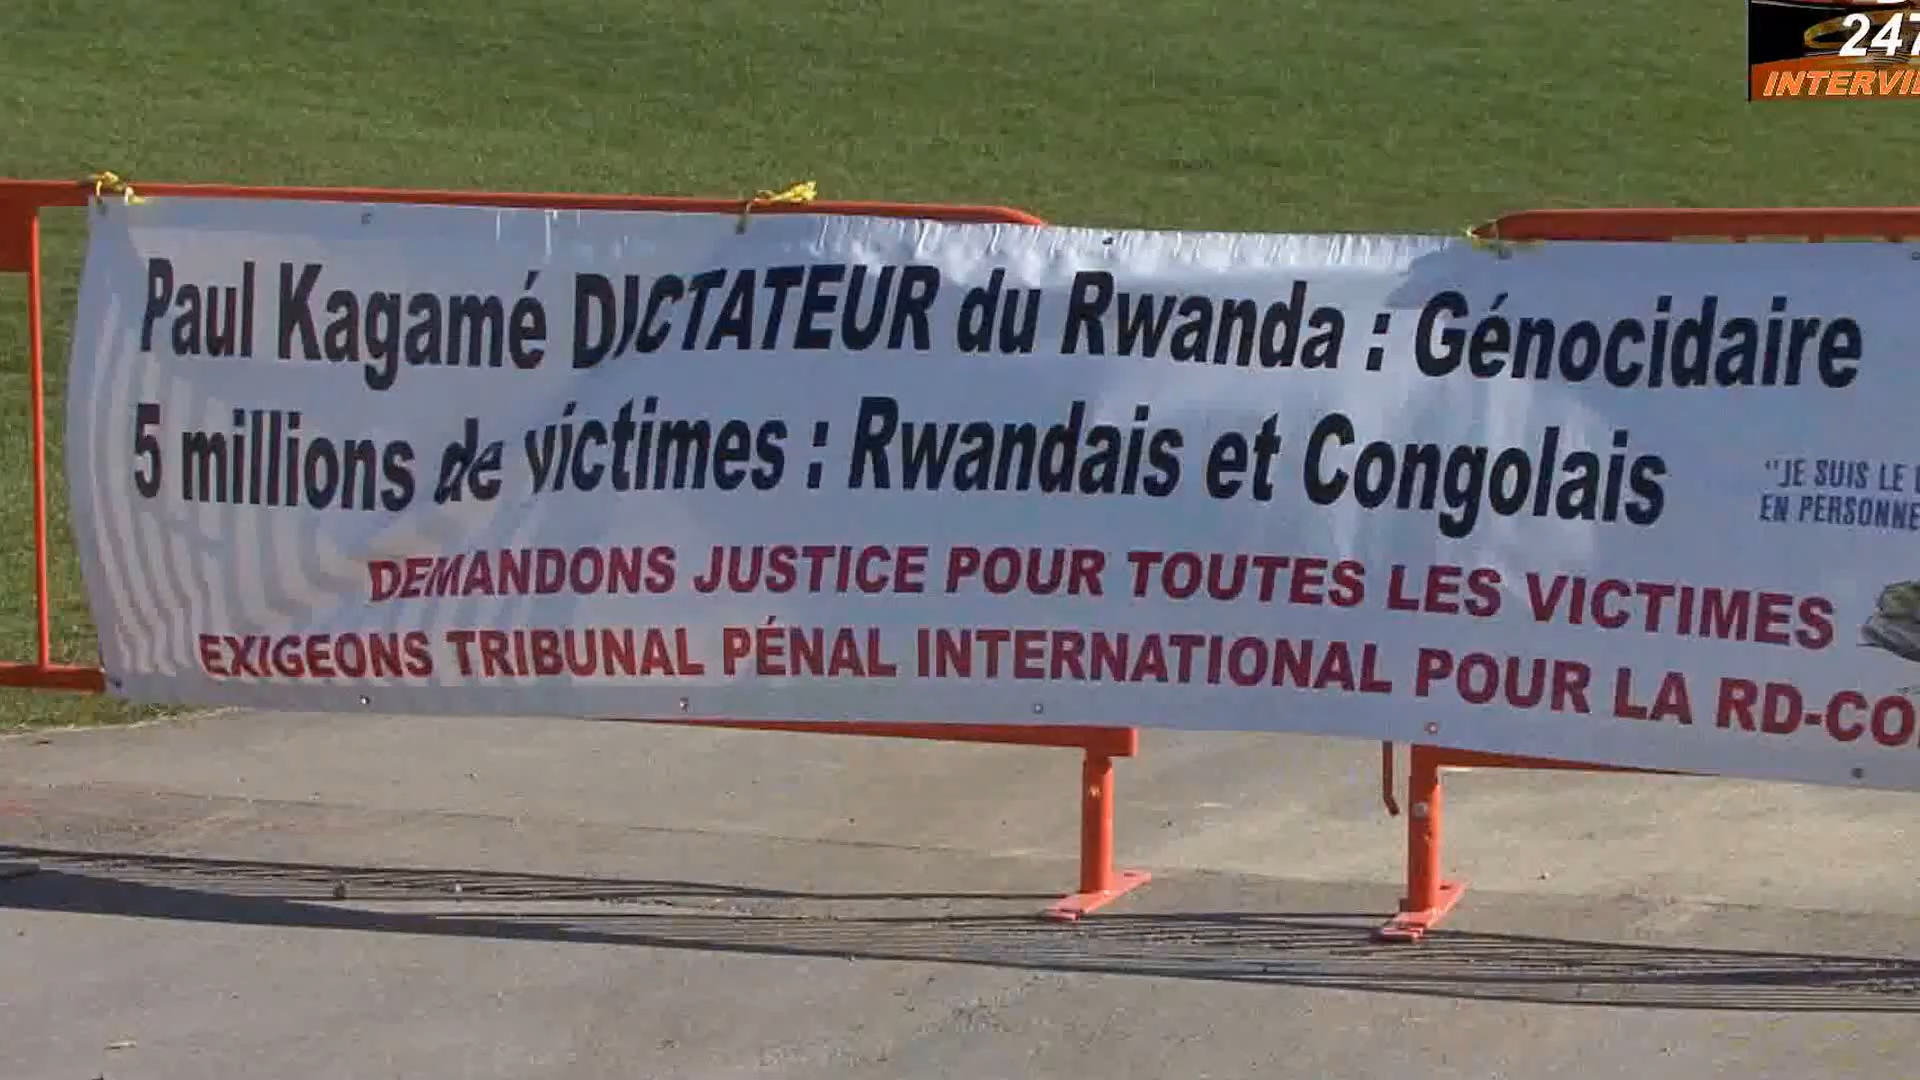 247
Paul Kagamé DICTATEUR du Rwanda : Génocidaire
5 millions de victimes : Rwandais et Congolais
"JE SUIS LE
EN PERSONNE
DEMANDONS JUSTICE POUR TOUTES LES VICTIMES
EXIGEONS TRIBUNAL PÉNAL INTERNATIONAL POUR LA RD-CO